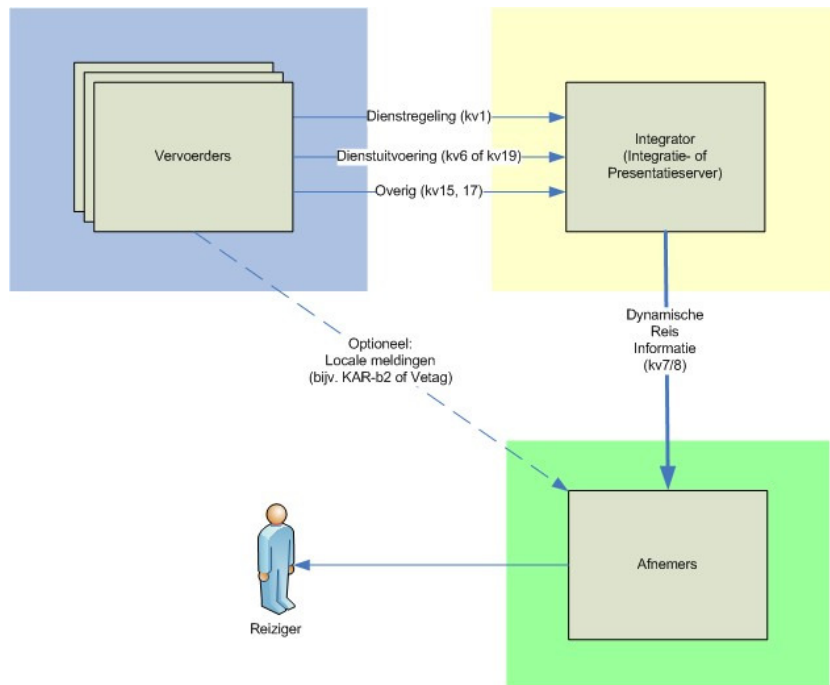 Vervoerders
Dienstregeling (kv1)
Dienstuitvoering (kv6 of kv19)
Overig (kv15, 17)
Integrator
(Integratie- of
Presentatieserver)
Dynamische
Reis
Informatie
(kv7/8)
Optioneel:
Locale meldingen
(bijv. KAR-b2 of Vetag)
Afnemers
Reiziger